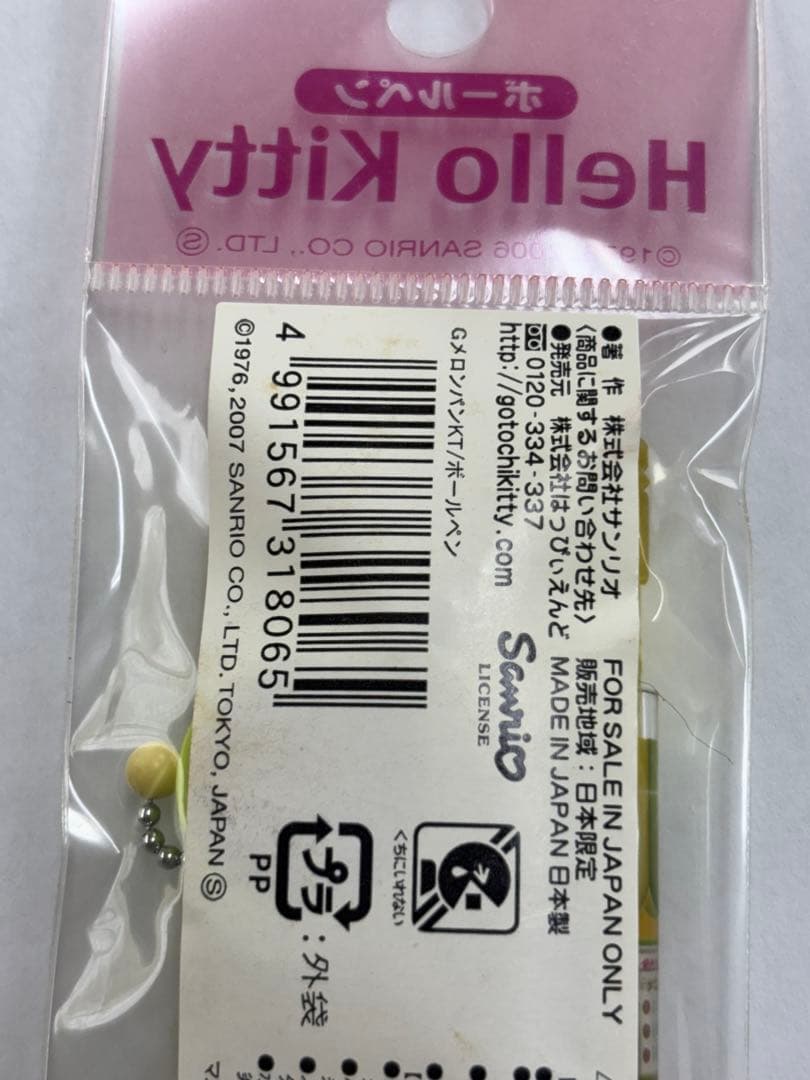 ボールペン
Hello Kitty
SANRIO CO., LTD. Ⓢ
●著 作 株式会社サンリオ
〈商品に関するお問い合わせ先〉
●発売元 株式会社はっぴぃえんど
0120-334-337
http://gotochikitty.com
FOR SALE IN JAPAN ONLY
販売地域：日本限定
MADE IN JAPAN 日本製
Sanrio
LICENSE
GメロンパンKT/ボールペン
4 991567 318065
©1976,2007 SANRIO CO., LTD. TOKYO, JAPAN Ⓢ
くちにいれない
プラ：外袋
PP